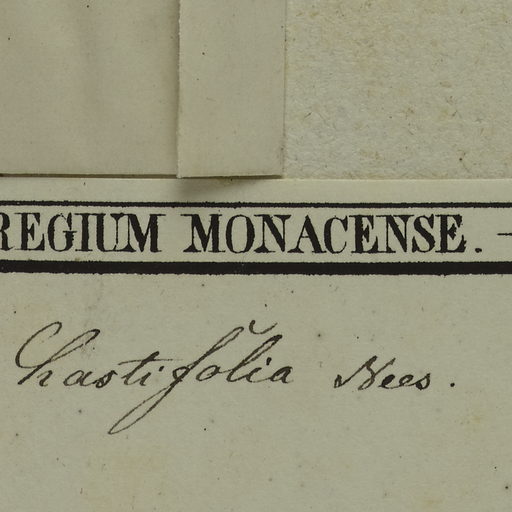 REGIUM MONACENSE. –
hastifolia Nees.